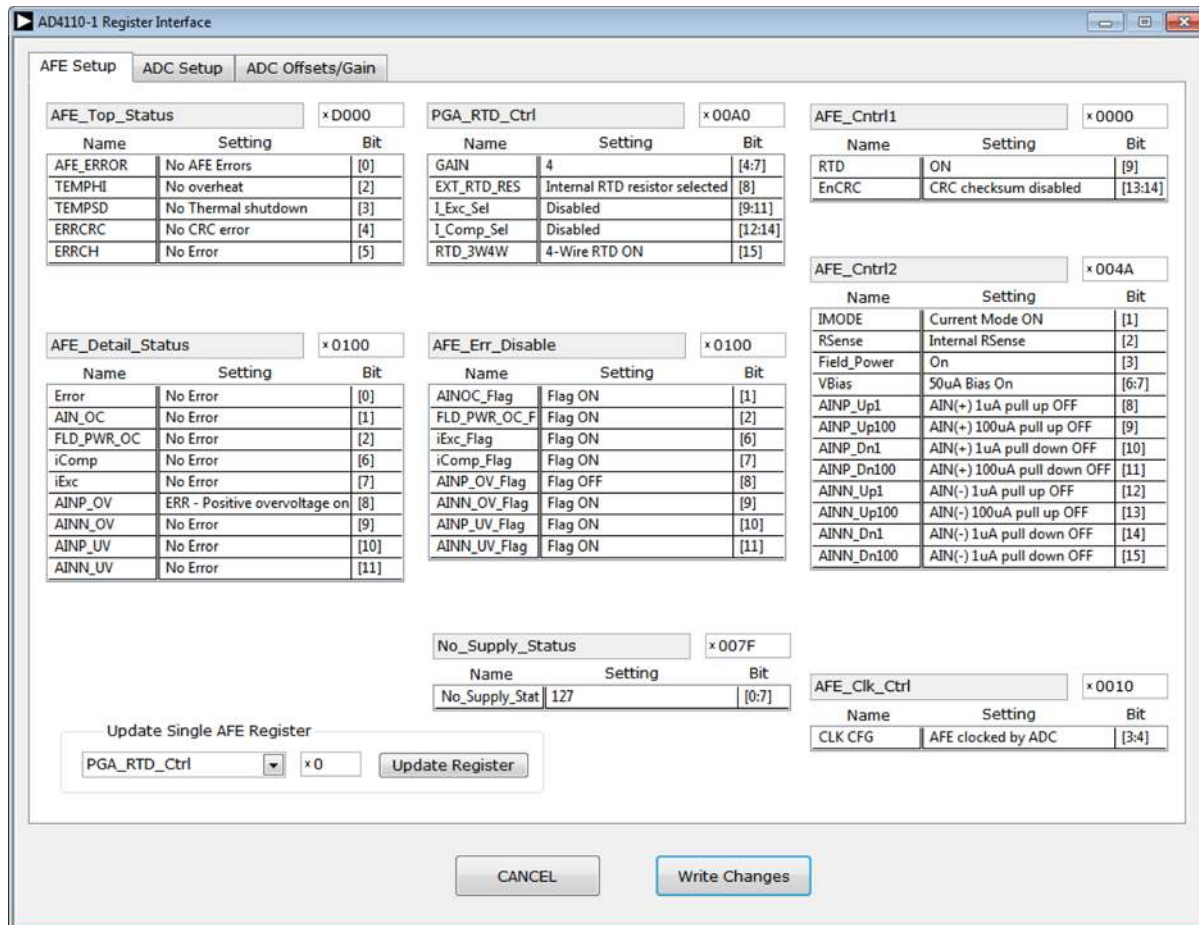 AD4110-1 Register Interface
AFE Setup ADC Setup ADC Offsets/Gain
AFE_Top_Status x D000
Name Setting Bit
AFE_ERROR No AFE Errors [0]
TEMPHI No overheat [2]
TEMPSD No Thermal shutdown [3]
ERRCRC No CRC error [4]
ERRCH No Error [5]
PGA_RTD_Ctrl x 00A0
Name Setting Bit
GAIN 4 [4:7]
EXT_RTD_RES Internal RTD resistor selected [8]
I_Exc_Sel Disabled [9:11]
I_Comp_Sel Disabled [12:14]
RTD_3W4W 4-Wire RTD ON [15]
AFE_Cntrl1 x 0000
Name Setting Bit
RTD ON [9]
EnCRC CRC checksum disabled [13:14]
AFE_Cntrl2 x 004A
Name Setting Bit
IMODE Current Mode ON [1]
RSense Internal RSense [2]
Field_Power On [3]
VBias 50uA Bias On [6:7]
AINP_Up1 AIN(+) 1uA pull up OFF [8]
AINP_Up100 AIN(+) 100uA pull up OFF [9]
AINP_Dn1 AIN(+) 1uA pull down OFF [10]
AINP_Dn100 AIN(+) 100uA pull down OFF [11]
AINN_Up1 AIN(-) 1uA pull up OFF [12]
AINN_Up100 AIN(-) 100uA pull up OFF [13]
AINN_Dn1 AIN(-) 1uA pull down OFF [14]
AINN_Dn100 AIN(-) 1uA pull down OFF [15]
AFE_Detail_Status x 0100
Name Setting Bit
Error No Error [0]
AIN_OC No Error [1]
FLD_PWR_OC No Error [2]
iComp No Error [6]
iExc No Error [7]
AINP_OV ERR - Positive overvoltage on [8]
AINN_OV No Error [9]
AINP_UV No Error [10]
AINN_UV No Error [11]
AFE_Err_Disable x 0100
Name Setting Bit
AINOC_Flag Flag ON [1]
FLD_PWR_OC_F Flag ON [2]
iExc_Flag Flag ON [6]
iComp_Flag Flag ON [7]
AINP_OV_Flag Flag OFF [8]
AINN_OV_Flag Flag ON [9]
AINP_UV_Flag Flag ON [10]
AINN_UV_Flag Flag ON [11]
No_Supply_Status x 007F
Name Setting Bit
No_Supply_Stat 127 [0:7]
AFE_Clk_Ctrl x 0010
Name Setting Bit
CLK CFG AFE clocked by ADC [3:4]
Update Single AFE Register
PGA_RTD_Ctrl x 0 Update Register
CANCEL Write Changes